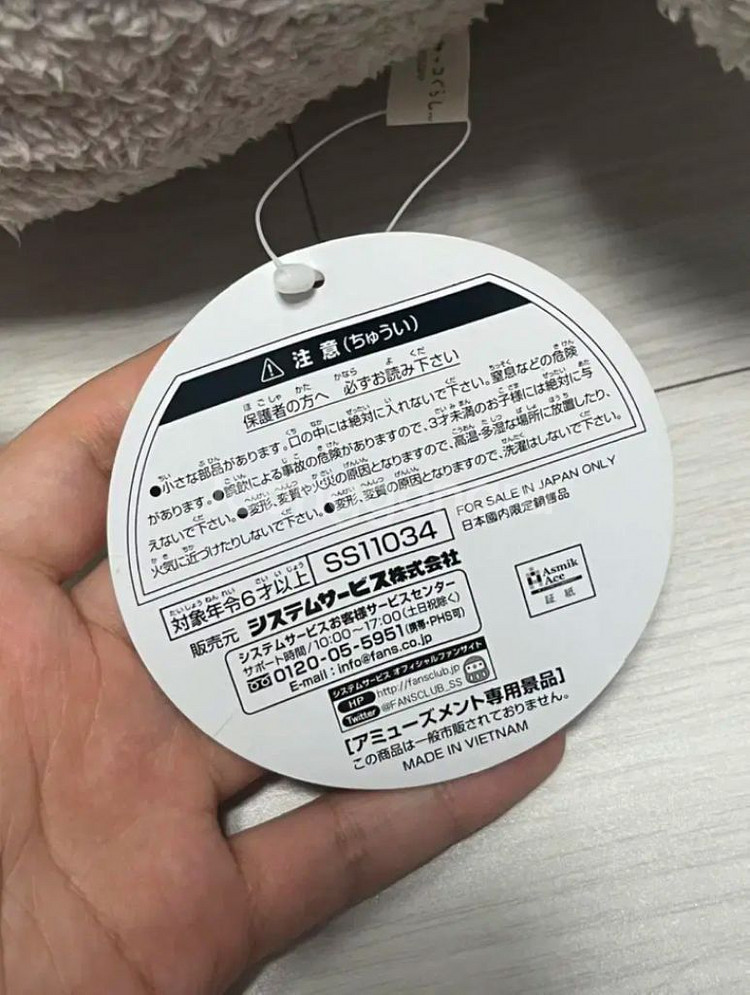 注意(ちゅうい)
保護者の方へ 必ずお読み下さい
●小さな部品があります。口の中には絶対に入れないで下さい。窒息などの危険
があります。●誤飲による事故の危険がありますので、3才未満のお子様には絶対に与
えないで下さい。●変形、変質や火災の原因となりますので、高温・多湿な場所に放置したり、
火気に近づけたりしないで下さい。●変形、変質の原因となりますので、洗濯はしないで下さい。
対象年令6才以上
SS11034
FOR SALE IN JAPAN ONLY
日本國内限定銷售品
販売元 システムサービス株式会社
システムサービスお客様サービスセンター
サポート時間/10:00〜17:00(土日祝除く)
0120-05-5951(携帯・PHS可)
E-mail : info@fans.co.jp
Asmik
Ace
証紙
システムサービス オフィシャルファンサイト
HP http://fansclub.jp
Twitter @FANSCLUB_SS
[アミューズメント専用景品]
この商品は一般市販されておりません。
MADE IN VIETNAM